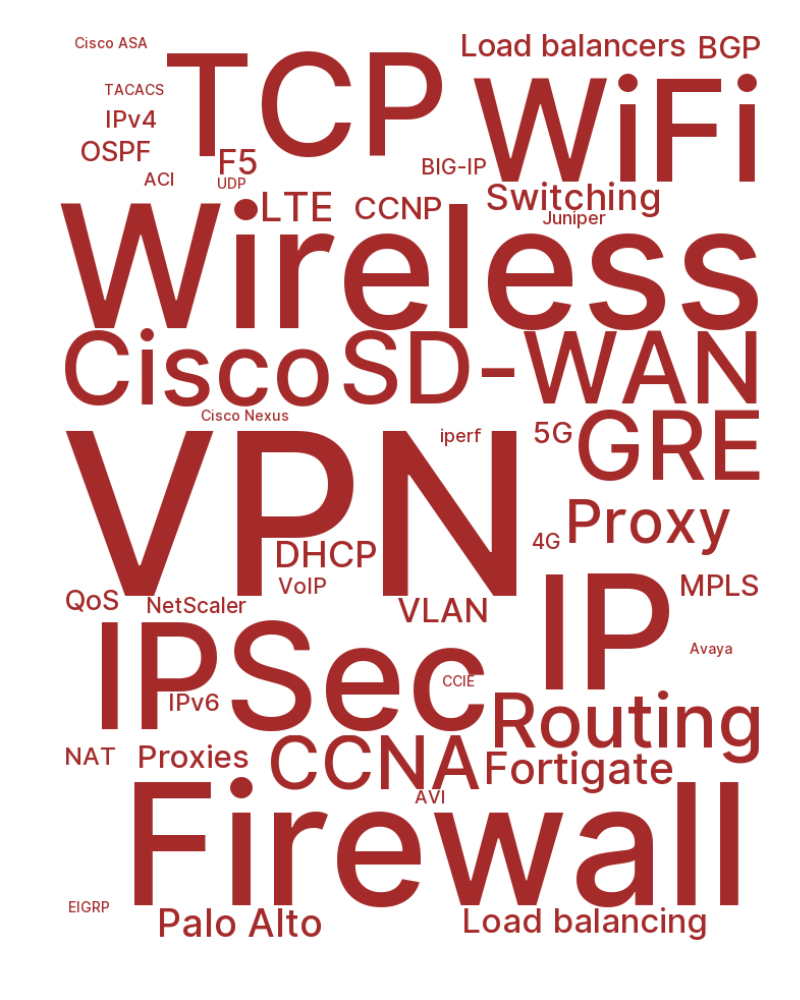 Cisco ASA
Load balancers
BGP
TCP
WiFi
TACACS
IPv4
OSPF
F5
BIG-IP
ACI
UDP
LTE
CCNP
Switching
Juniper
Wireless
Cisco
SD-WAN
Cisco Nexus
iperf
5G
GRE
VPN
Proxy
4G
DHCP
VoIP
IP
MPLS
QoS
NetScaler
VLAN
Avaya
IPSec
CCIE
IPv6
Routing
NAT
Proxies
CCNA
Fortigate
AVI
Firewall
EIGRP
Palo Alto
Load balancing